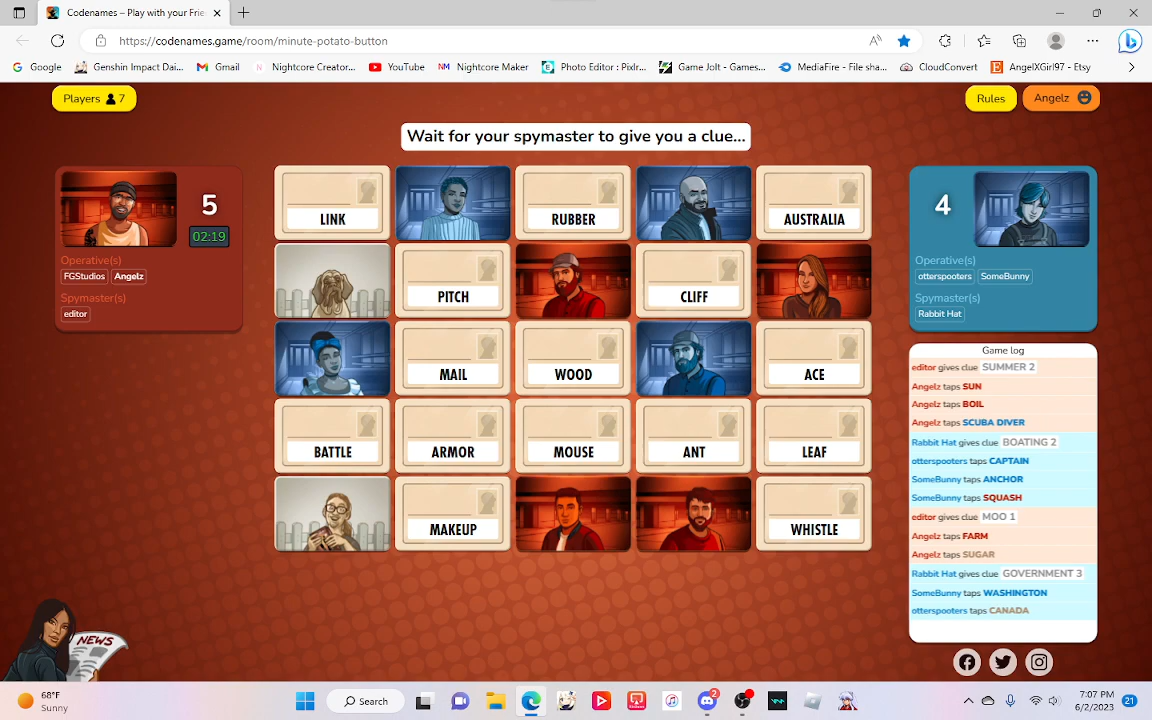 Codenames – Play with your Frie
https://codenames.game/room/minute-potato-button
Google
Genshin Impact Dai...
Gmail
Nightcore Creator...
YouTube
NM Nightcore Maker
Photo Editor : Pixlr...
Game Jolt - Games...
MediaFire - File sha...
CloudConvert
AngelXGirl97 - Etsy
Players 7
Rules
Angelz
Wait for your spymaster to give you a clue...
5
02:19
Operative(s)
FGStudios Angelz
Spymaster(s)
editor
LINK
RUBBER
AUSTRALIA
PITCH
CLIFF
MAIL
WOOD
ACE
BATTLE
ARMOR
MOUSE
ANT
LEAF
MAKEUP
WHISTLE
4
Operative(s)
otterspooters SomeBunny
Spymaster(s)
Rabbit Hat
Game log
editor gives clue SUMMER 2
Angelz taps SUN
Angelz taps BOIL
Angelz taps SCUBA DIVER
Rabbit Hat gives clue BOATING 2
otterspooters taps CAPTAIN
SomeBunny taps ANCHOR
SomeBunny taps SQUASH
editor gives clue MOO 1
Angelz taps FARM
Angelz taps SUGAR
Rabbit Hat gives clue GOVERNMENT 3
SomeBunny taps WASHINGTON
otterspooters taps CANADA
NEWS
68°F
Sunny
Search
2
7:07 PM
6/2/2023
21